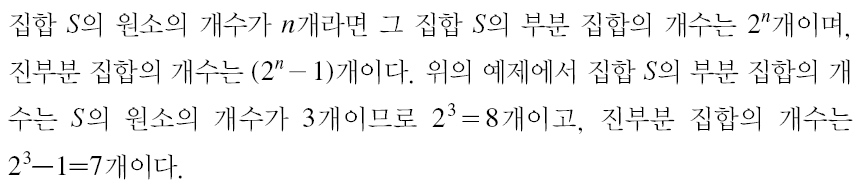 집합 S의 원소의 개수가 n개라면 그 집합 S의 부분 집합의 개수는 2ⁿ개이며,
진부분 집합의 개수는 (2ⁿ－1)개이다. 위의 예제에서 집합 S의 부분 집합의 개
수는 S의 원소의 개수가 3개이므로 2³＝8개이고, 진부분 집합의 개수는
2³—1=7개이다.